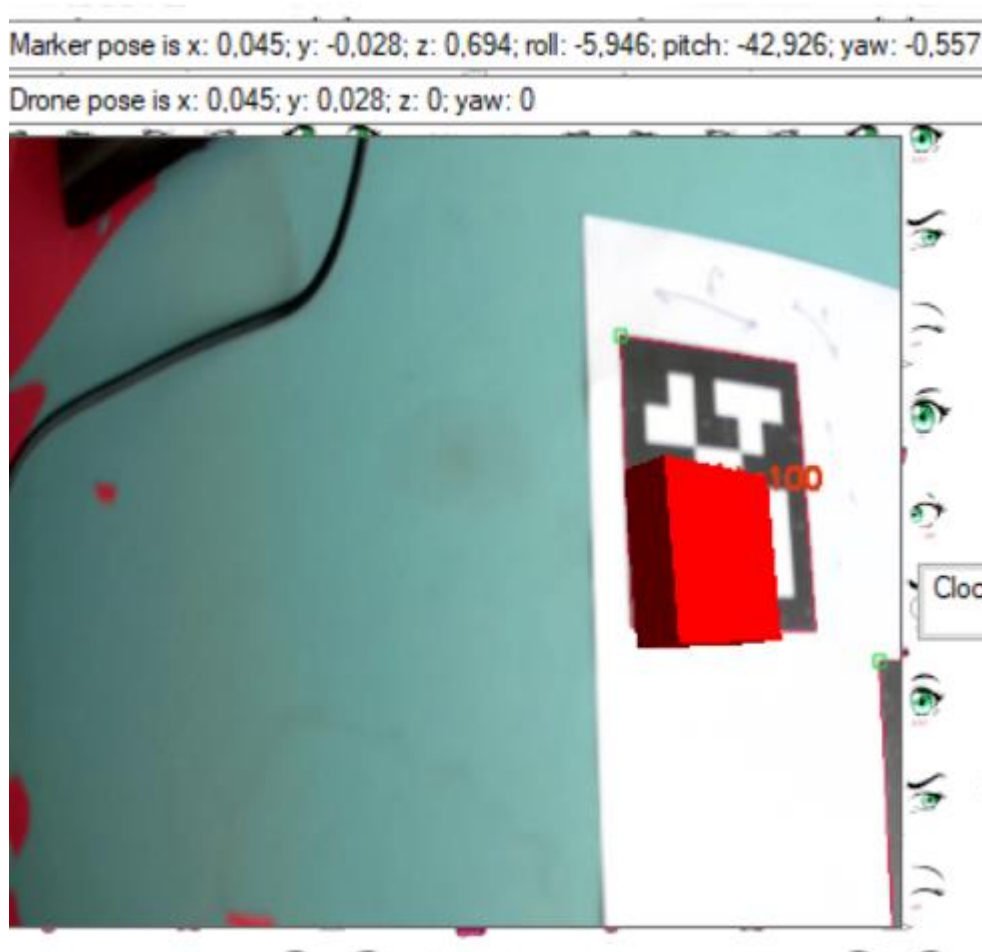 Marker pose is x: 0,045; y: -0,028; z: 0,694; roll: -5,946; pitch: -42,926; yaw: -0,557
Drone pose is x: 0,045; y: 0,028; z: 0; yaw: 0
100